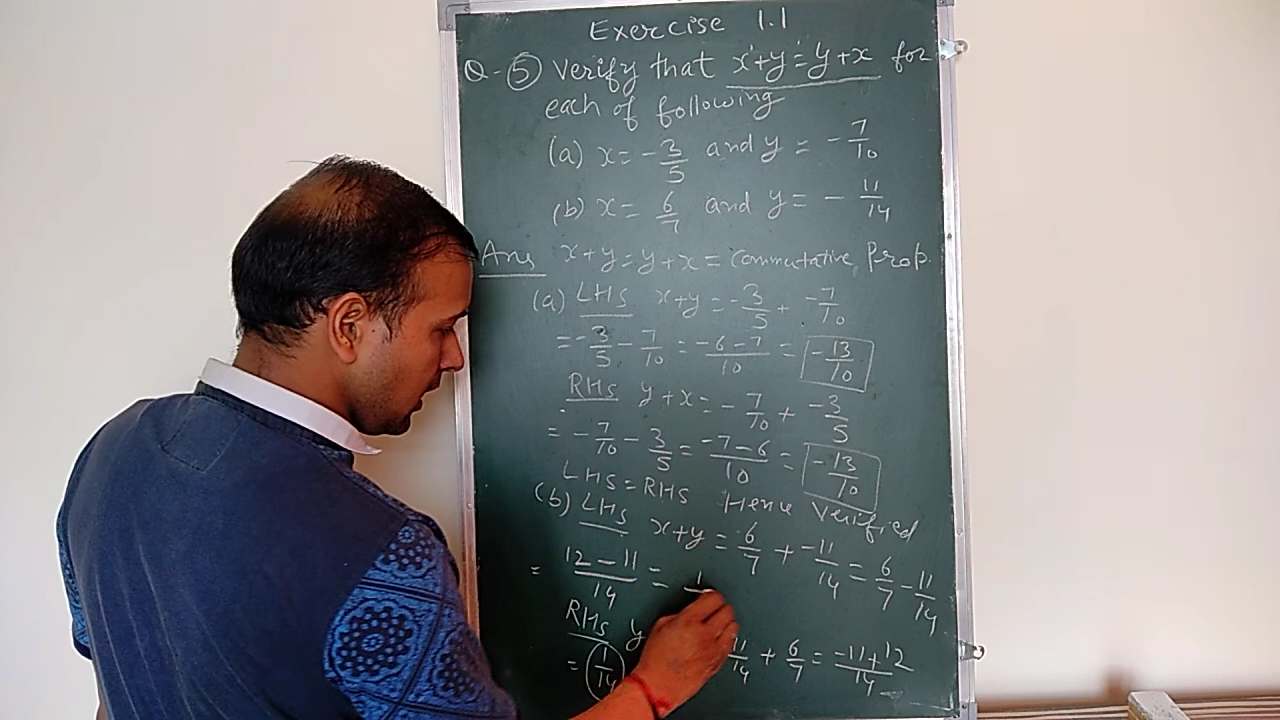 Exercise 1.1
Q-⑤ Verify that x+y=y+x for
each of following
(a) x= -3/5 and y = -7/10
(b) x= 6/7 and y= - 11/14
Ans x+y=y+x = Commutative Prop.
(a) LHS x+y = -3/5 + -7/10
= -3/5 - 7/10 = -6-7/10 = -13/10
RHS y+x = -7/10 + -3/5
= -7/10 - 3/5 = -7-6/10 = -13/10
LHS = RHS Hence Verified
(b) LHS x+y = 6/7 + -11/14 = 6/7 - 11/14
= 12-11/14 = 1
RHS y 11/14 + 6/7 = -11+12/14
= 1/14